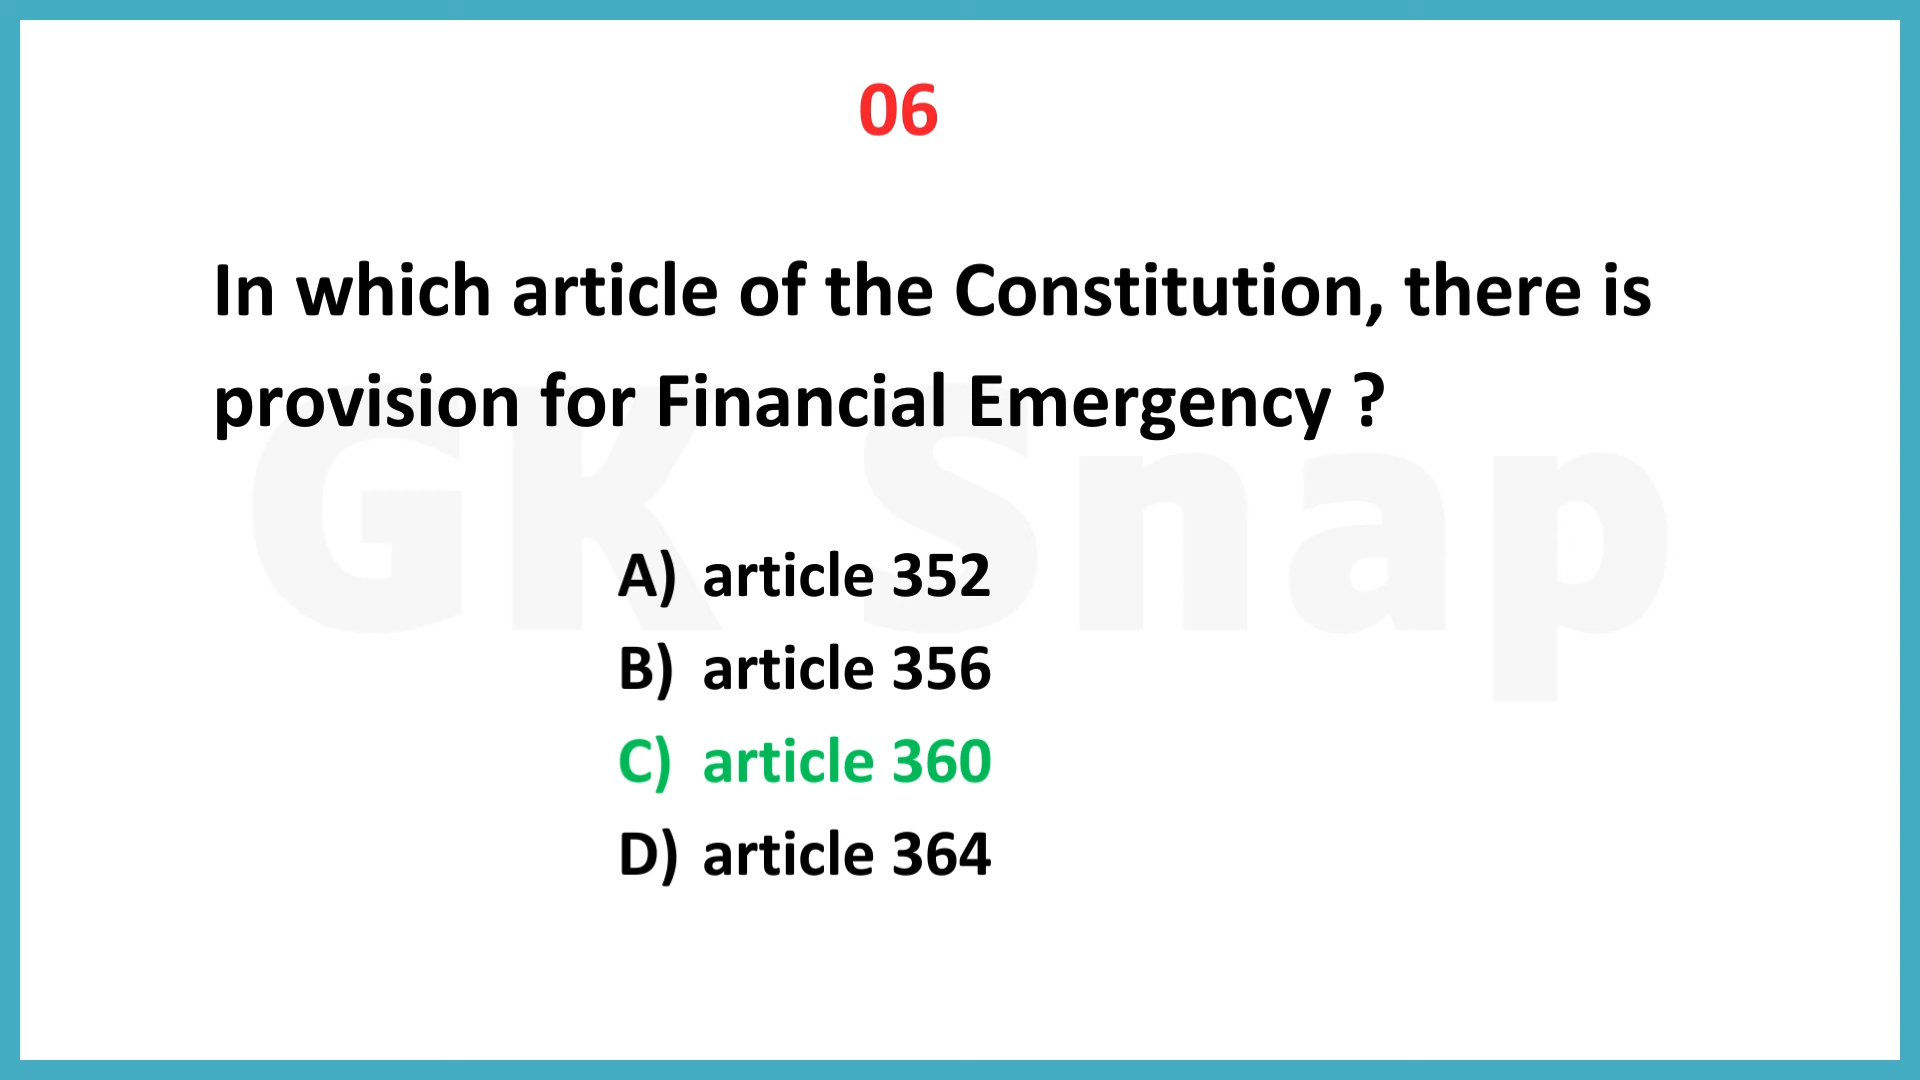 06
In which article of the Constitution, there is
provision for Financial Emergency ?
GK Snap
A) article 352
B) article 356
C) article 360
D) article 364